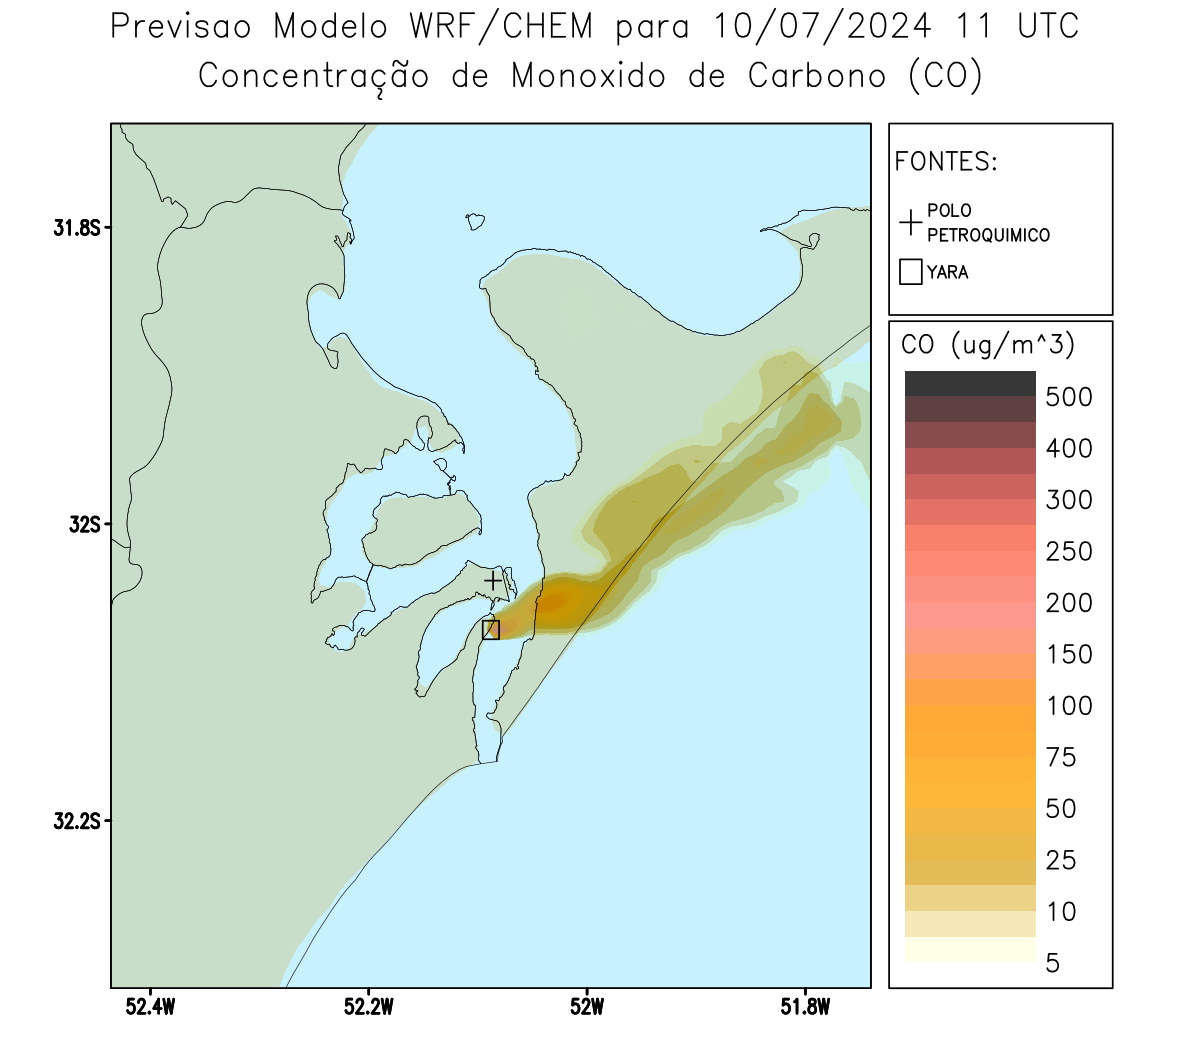 Previsao Modelo WRF/CHEM para 10/07/2024 11 UTC
Concentração de Monoxido de Carbono (CO)
FONTES:
POLO
PETROQUIMICO
YARA
CO (ug/m^3)
500
400
300
250
200
150
100
75
50
25
10
5
31.8S
32S
32.2S
52.4W
52.2W
52W
51.8W